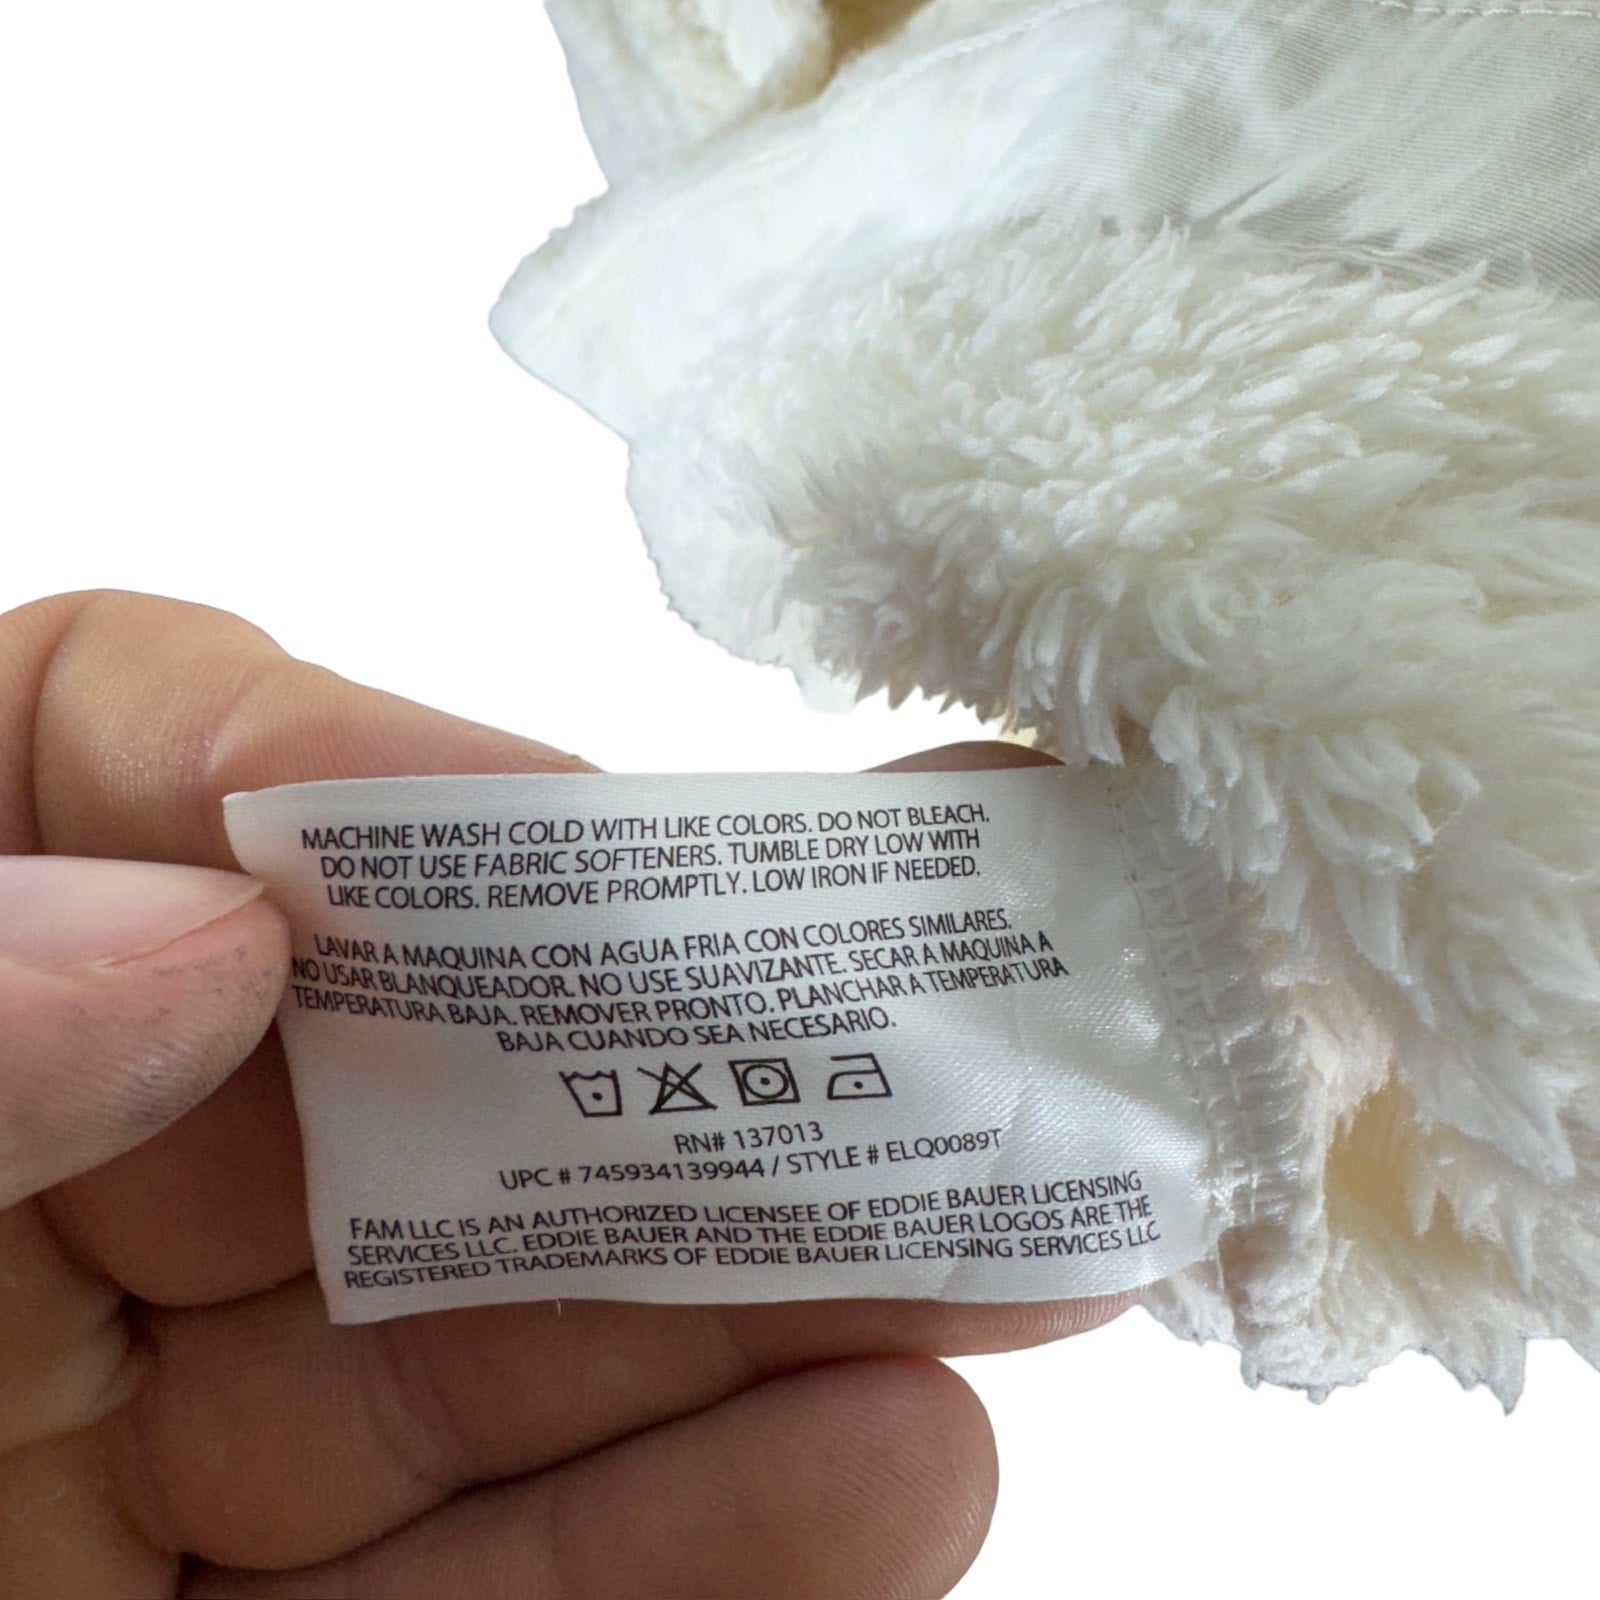 MACHINE WASH COLD WITH LIKE COLORS. DO NOT BLEACH.
DO NOT USE FABRIC SOFTENERS. TUMBLE DRY LOW WITH
LIKE COLORS. REMOVE PROMPTLY. LOW IRON IF NEEDED.
LAVAR A MAQUINA CON AGUA FRIA CON COLORES SIMILARES.
NO USAR BLANQUEADOR. NO USE SUAVIZANTE. SECAR A MAQUINA A
TEMPERATURA BAJA. REMOVER PRONTO. PLANCHAR A TEMPERATURA
BAJA CUANDO SEA NECESARIO.
RN# 137013
UPC # 745934139944 / STYLE # ELQ0089T
FAM LLC IS AN AUTHORIZED LICENSEE OF EDDIE BAUER LICENSING
SERVICES LLC. EDDIE BAUER AND THE EDDIE BAUER LOGOS ARE THE
REGISTERED TRADEMARKS OF EDDIE BAUER LICENSING SERVICES LLC